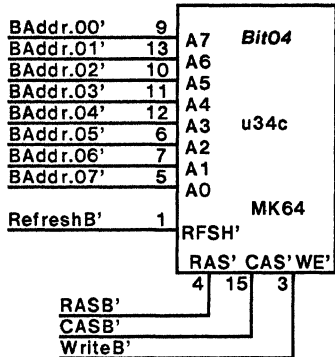 BAddr.00' 9 A7 Bit04
BAddr.01' 13 A6
BAddr.02' 10 A5
BAddr.03' 11 A4
BAddr.04' 12 A3 u34c
BAddr.05' 6 A2
BAddr.06' 7 A1
BAddr.07' 5 A0
MK64
RefreshB' 1 RFSH'
RAS' CAS' WE'
4 15 3
RASB'
CASB'
WriteB'